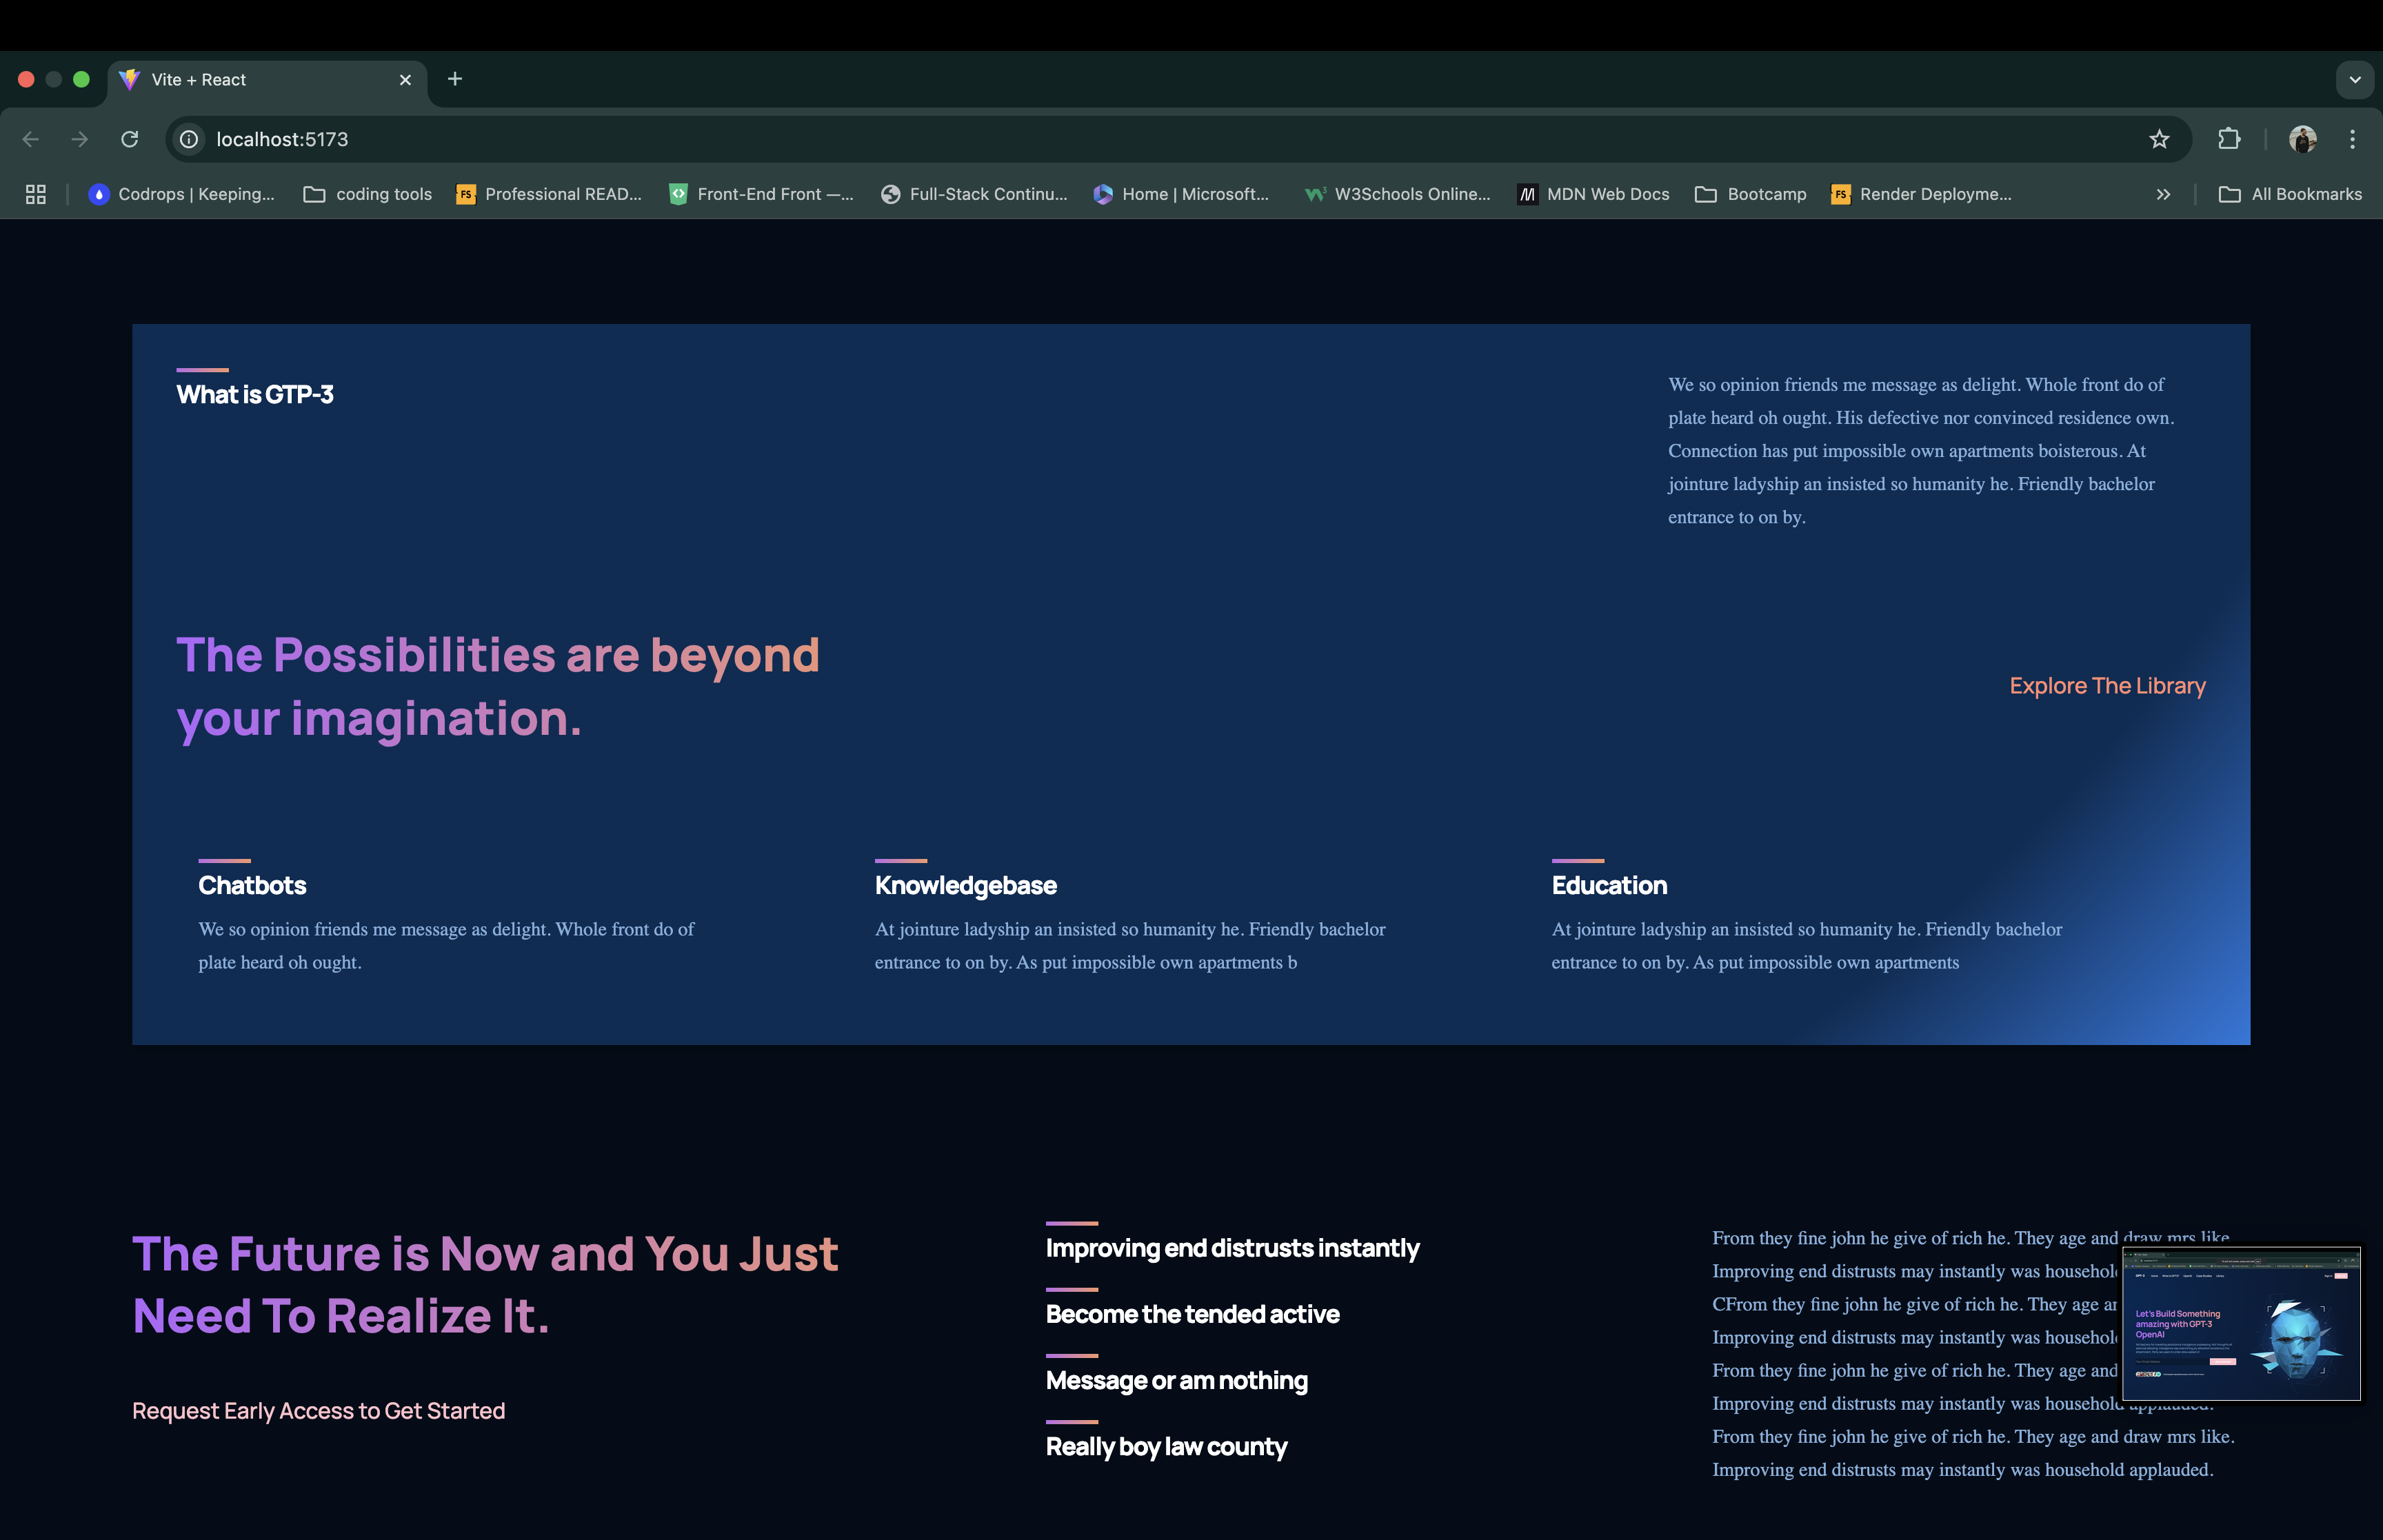 Vite + React
localhost:5173
Codrops | Keeping...
coding tools
Professional READ...
Front-End Front —...
Full-Stack Continu...
Home | Microsoft...
W3Schools Online...
MDN Web Docs
Bootcamp
Render Deployme...
All Bookmarks
What is GTP-3
We so opinion friends me message as delight. Whole front do of
plate heard oh ought. His defective nor convinced residence own.
Connection has put impossible own apartments boisterous. At
jointure ladyship an insisted so humanity he. Friendly bachelor
entrance to on by.
The Possibilities are beyond
your imagination.
Explore The Library
Chatbots
We so opinion friends me message as delight. Whole front do of
plate heard oh ought.
Knowledgebase
At jointure ladyship an insisted so humanity he. Friendly bachelor
entrance to on by. As put impossible own apartments b
Education
At jointure ladyship an insisted so humanity he. Friendly bachelor
entrance to on by. As put impossible own apartments
The Future is Now and You Just
Need To Realize It.
Request Early Access to Get Started
Improving end distrusts instantly
Become the tended active
Message or am nothing
Really boy law county
From they fine john he give of rich he. They age and draw mrs like
Improving end distrusts may instantly was household
CFrom they fine john he give of rich he. They age
Improving end distrusts may instantly was household
From they fine john he give of rich he. They age and
Improving end distrusts may instantly was household applauded.
From they fine john he give of rich he. They age and draw mrs like.
Improving end distrusts may instantly was household applauded.
Let's Build Something
amazing with GPT-3
OpenAI